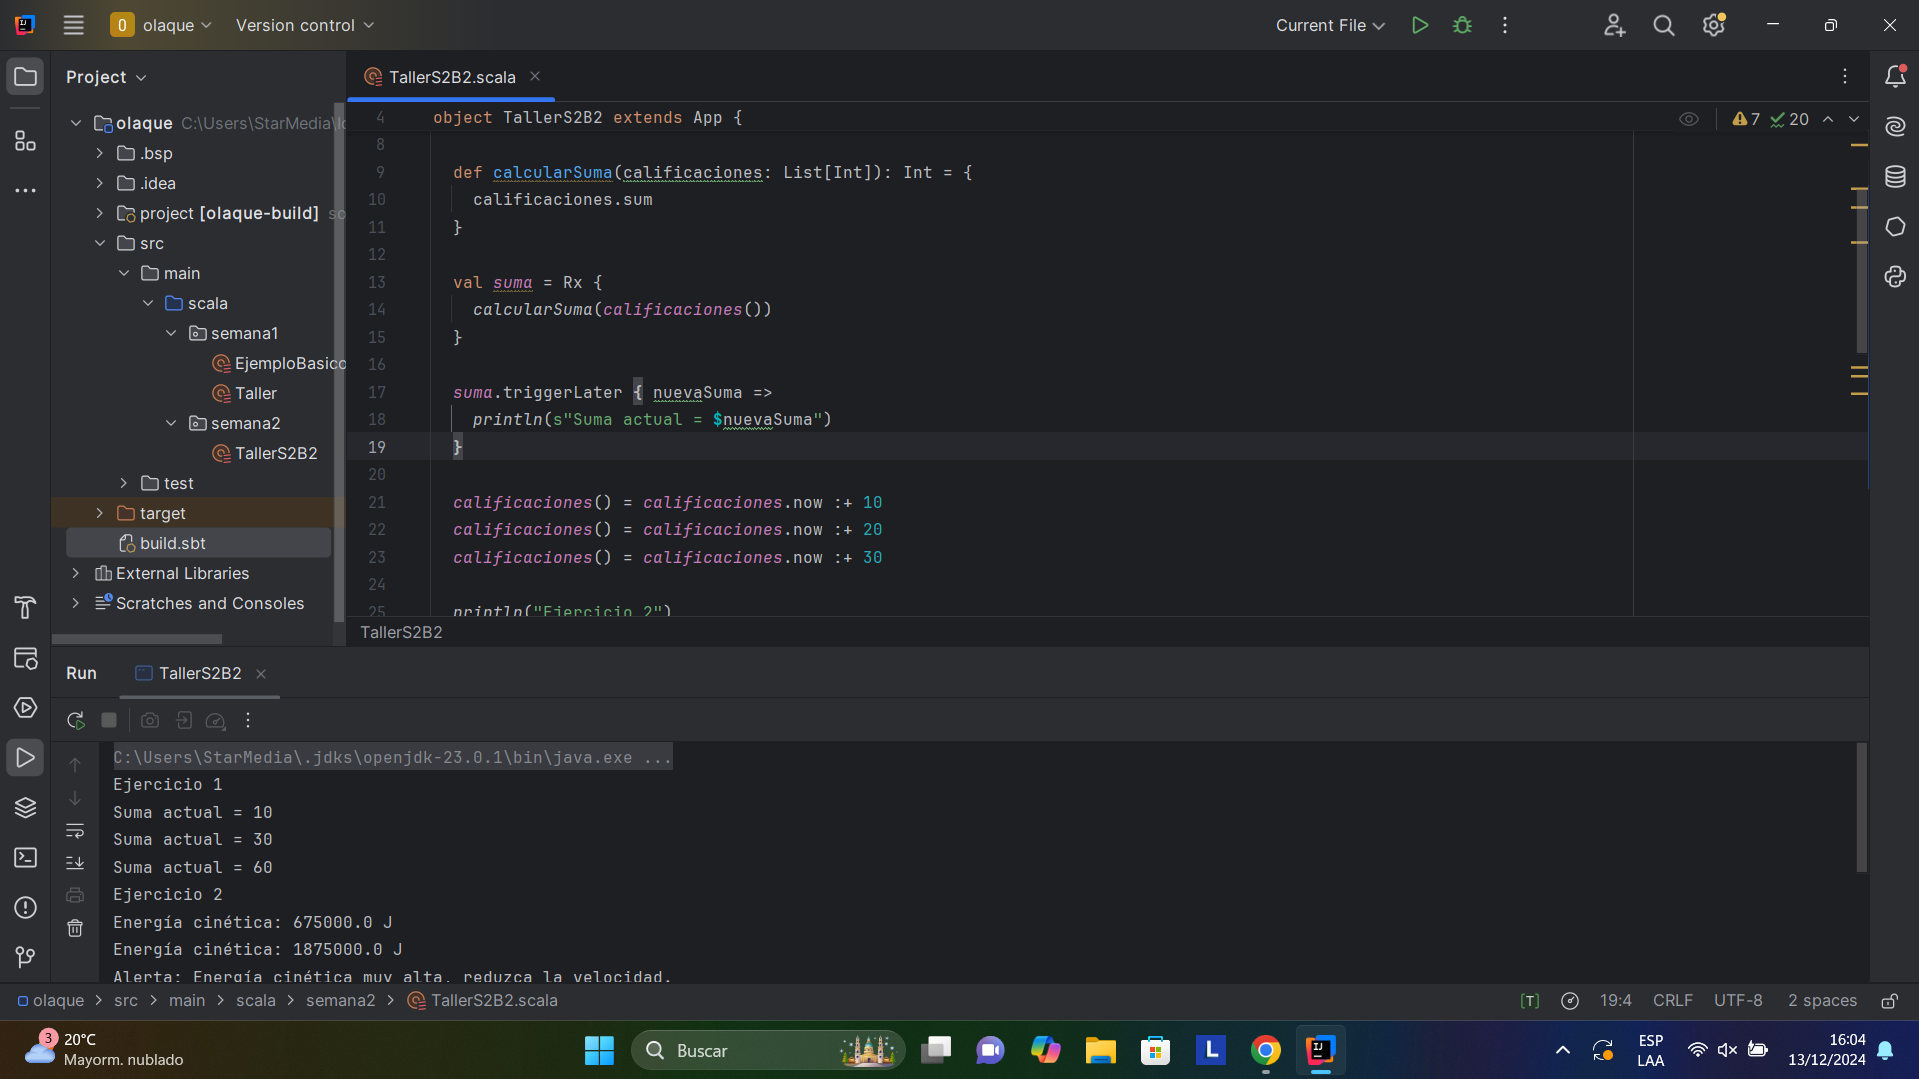 olaque
Version control
Current File
Project
TallerS2B2.scala
olaque C:\Users\StarMedia\Ic
.bsp
.idea
project [olaque-build]
src
main
scala
semana1
EjemploBasico
Taller
semana2
TallerS2B2
test
target
build.sbt
External Libraries
Scratches and Consoles
7 20
4 object TallerS2B2 extends App {
8
9 def calcularSuma(calificaciones: List[Int]): Int = {
10 calificaciones.sum
11 }
12
13 val suma = Rx {
14 calcularSuma(calificaciones())
15 }
16
17 suma.triggerLater { nuevaSuma =>
18 println(s"Suma actual = $nuevaSuma")
19 }
20
21 calificaciones() = calificaciones.now :+ 10
22 calificaciones() = calificaciones.now :+ 20
23 calificaciones() = calificaciones.now :+ 30
24
25 println("Ejercicio 2")
TallerS2B2
Run TallerS2B2
C:\Users\StarMedia\.jdks\openjdk-23.0.1\bin\java.exe ...
Ejercicio 1
Suma actual = 10
Suma actual = 30
Suma actual = 60
Ejercicio 2
Energía cinética: 675000.0 J
Energía cinética: 1875000.0 J
Alerta: Energía cinética muy alta, reduzca la velocidad.
olaque > src > main > scala > semana2 > TallerS2B2.scala
19:4 CRLF UTF-8 2 spaces
3
20°C
Mayorm. nublado
Buscar
ESP
LAA
16:04
13/12/2024